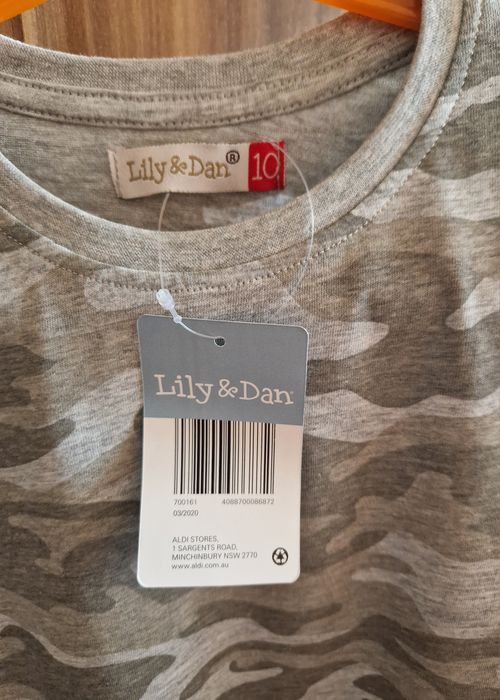 Lily & Dan® 10
Lily & Dan
700161 4088700086872
03/2020
ALDI STORES,
1 SARGENTS ROAD,
MINCHINBURY NSW 2770
www.aldi.com.au